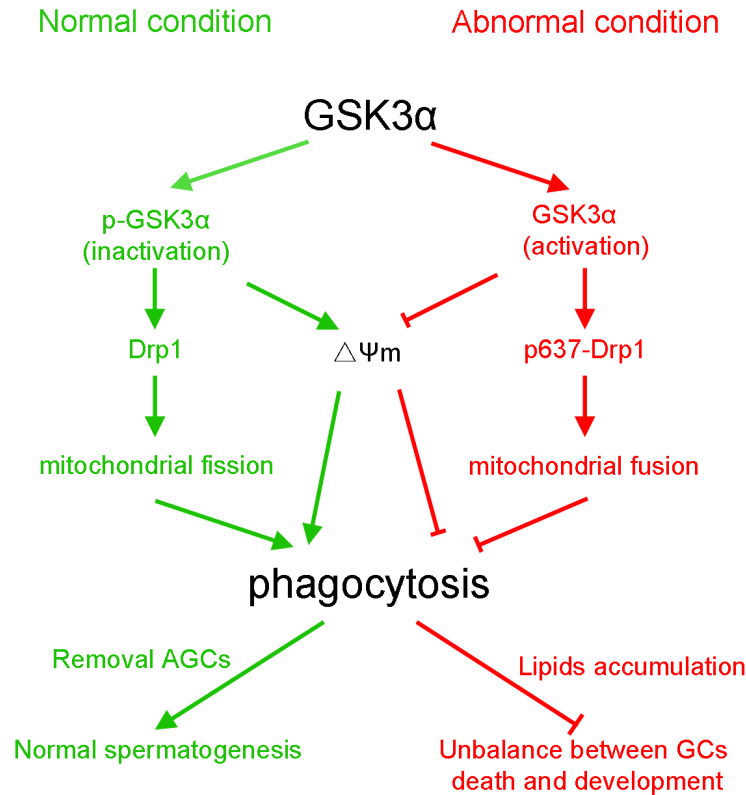 Normal condition
Abnormal condition
GSK3α
p-GSK3α
(inactivation)
GSK3α
(activation)
Drp1
△Ψm
p637-Drp1
mitochondrial fission
mitochondrial fusion
phagocytosis
Removal AGCs
Lipids accumulation
Normal spermatogenesis
Unbalance between GCs
death and development